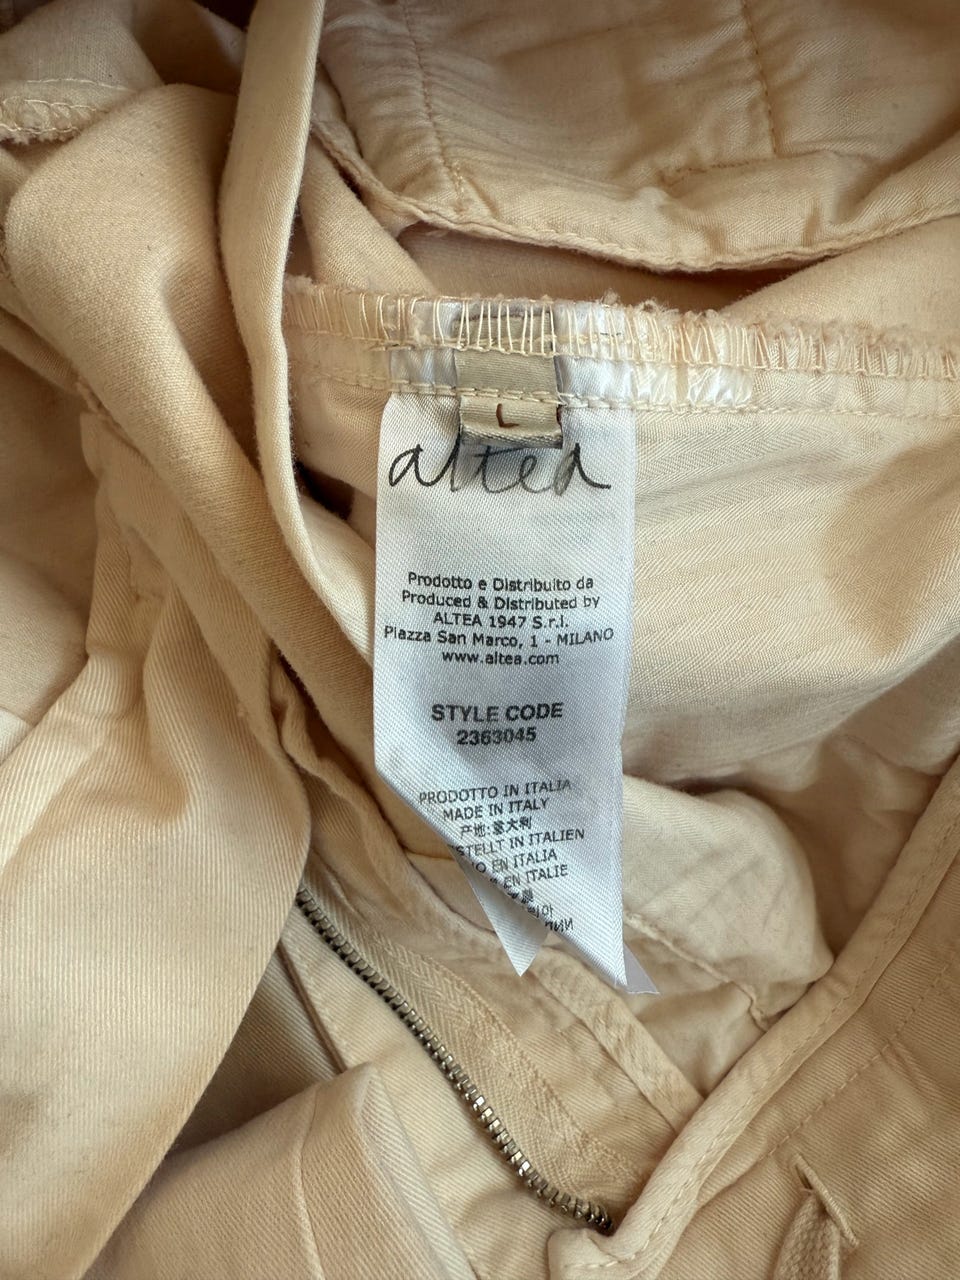 L
altea
Prodotto e Distribuito da
Produced & Distributed by
ALTEA 1947 S.r.l.
Piazza San Marco, 1 - MILANO
www.altea.com
STYLE CODE
2363045
PRODOTTO IN ITALIA
MADE IN ITALY
产地: 意大利
STELLT IN ITALIEN
O EN ITALIA
EN ITALIE